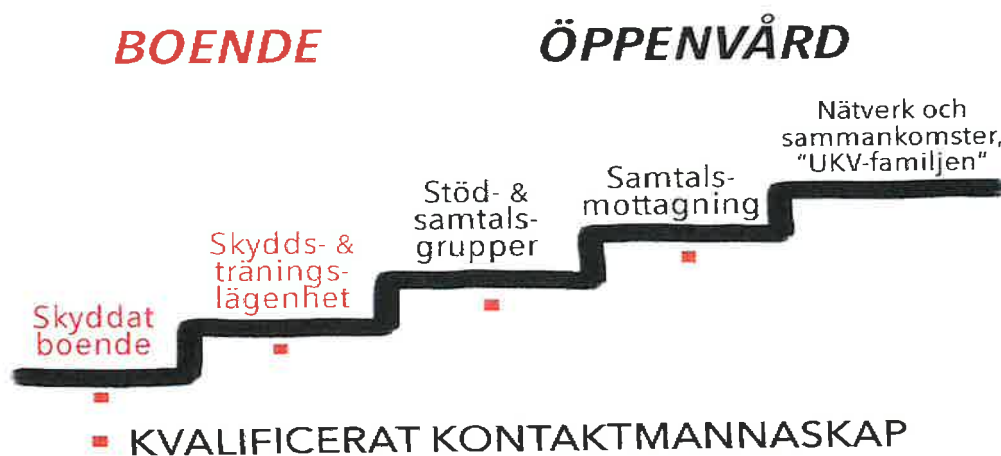 BOENDE
ÖPPENVÅRD
Skyddat
boende
Skydds- &
tränings-
lägenhet
Stöd- &
samtals-
grupper
Samtals-
mottagning
Nätverk och
sammankomster,
"UKV-familjen"
KVALIFICERAT KONTAKTMANNASKAP